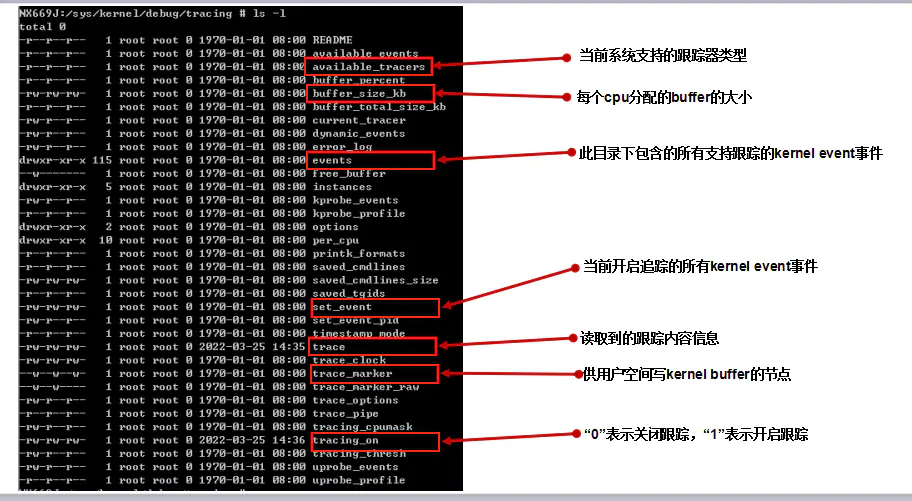 NX669J:/sys/kernel/debug/tracing # ls -l
total 0
-r--r--r-- 1 root root 0 1970-01-01 08:00 README
-r--r--r-- 1 root root 0 1970-01-01 08:00 available_events
-r--r--r-- 1 root root 0 1970-01-01 08:00 available_tracers 当前系统支持的跟踪器类型
-r--r--r-- 1 root root 0 1970-01-01 08:00 buffer_percent
-rw-rw-rw- 1 root root 0 1970-01-01 08:00 buffer_size_kb 每个cpu分配的buffer的大小
-r--r--r-- 1 root root 0 1970-01-01 08:00 buffer_total_size_kb
-rw-rw-r-- 1 root root 0 1970-01-01 08:00 current_tracer
-rw-r--r-- 1 root root 0 1970-01-01 08:00 dynamic_events
-rw-r--r-- 1 root root 0 1970-01-01 08:00 error_log
drwxr-xr-x 115 root root 0 1970-01-01 08:00 events 此目录下包含的所有支持跟踪的kernel event事件
--w------- 1 root root 0 1970-01-01 08:00 free_buffer
drwxr-xr-x 5 root root 0 1970-01-01 08:00 instances
-rw-r--r-- 1 root root 0 1970-01-01 08:00 kprobe_events
-r--r--r-- 1 root root 0 1970-01-01 08:00 kprobe_profile
drwxr-xr-x 2 root root 0 1970-01-01 08:00 options
drwxr-xr-x 10 root root 0 1970-01-01 08:00 per_cpu
-r--r--r-- 1 root root 0 1970-01-01 08:00 printk_formats
-r--r--r-- 1 root root 0 1970-01-01 08:00 saved_cmdlines
-rw-rw-rw- 1 root root 0 1970-01-01 08:00 saved_cmdlines_size
-r--r--r-- 1 root root 0 1970-01-01 08:00 saved_tgids
-rw-rw-rw- 1 root root 0 1970-01-01 08:00 set_event 当前开启追踪的所有kernel event事件
-rw-r--r-- 1 root root 0 1970-01-01 08:00 set_event_pid
-r--r--r-- 1 root root 0 1970-01-01 08:00 timestamp_mode
-rw-rw-rw- 1 root root 0 2022-03-25 14:35 trace 读取到的跟踪内容信息
-rw-rw-rw- 1 root root 0 1970-01-01 08:00 trace_clock
--w--w--w- 1 root root 0 1970-01-01 08:00 trace_marker 供用户空间写kernel buffer的节点
--w--w---- 1 root root 0 1970-01-01 08:00 trace_marker_raw
-rw-r--r-- 1 root root 0 1970-01-01 08:00 trace_options
-r--r--r-- 1 root root 0 1970-01-01 08:00 trace_pipe
-rw-r--r-- 1 root root 0 1970-01-01 08:00 tracing_cpumask
-rw-rw-rw- 1 root root 0 2022-03-25 14:36 tracing_on “0”表示关闭跟踪，“1”表示开启跟踪
-rw-r--r-- 1 root root 0 1970-01-01 08:00 tracing_thresh
-rw-r--r-- 1 root root 0 1970-01-01 08:00 uprobe_events
-r--r--r-- 1 root root 0 1970-01-01 08:00 uprobe_profile